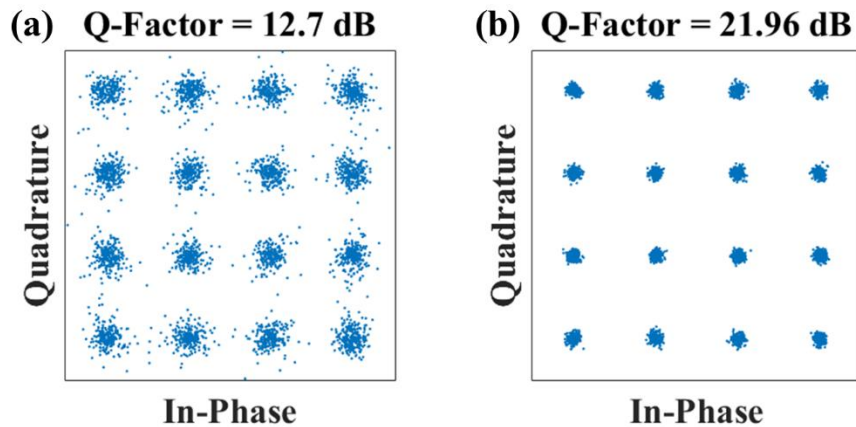 (a) Q-Factor = 12.7 dB
Quadrature
In-Phase
(b) Q-Factor = 21.96 dB
Quadrature
In-Phase